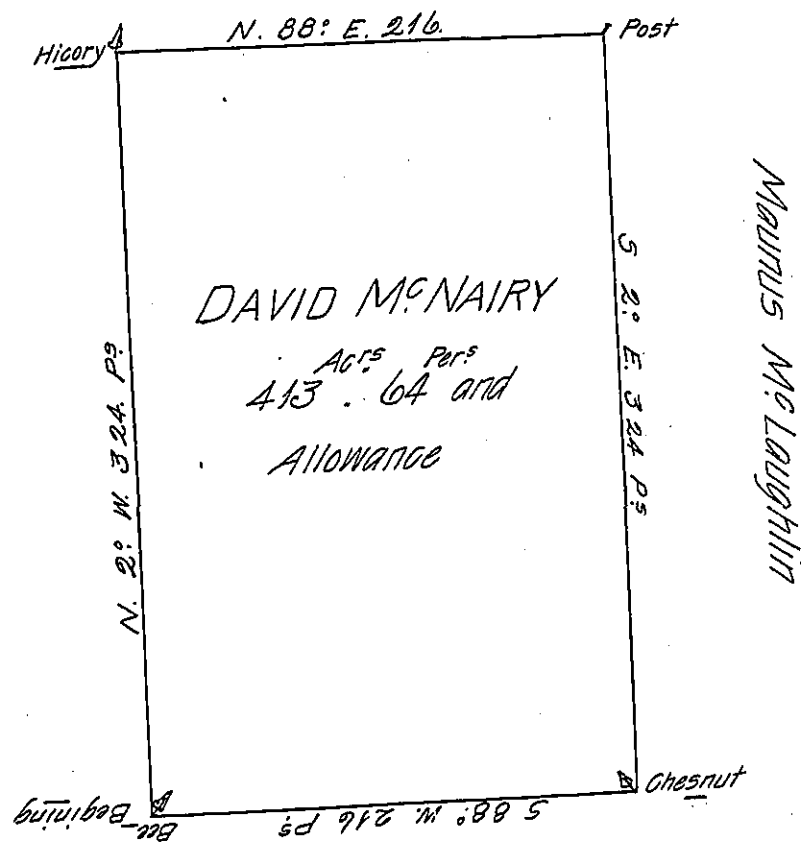 N. 88° E. 216.
Hicory
Post
Maunus McLaughlin
S 2° E. 324 Ps
DAVID McNAIRY
Acrs Pers
413 . 64 and
Allowance
N. 2° W. 324. Ps
Chesnut
S 88° W. 216 Ps
Bee-
Begining